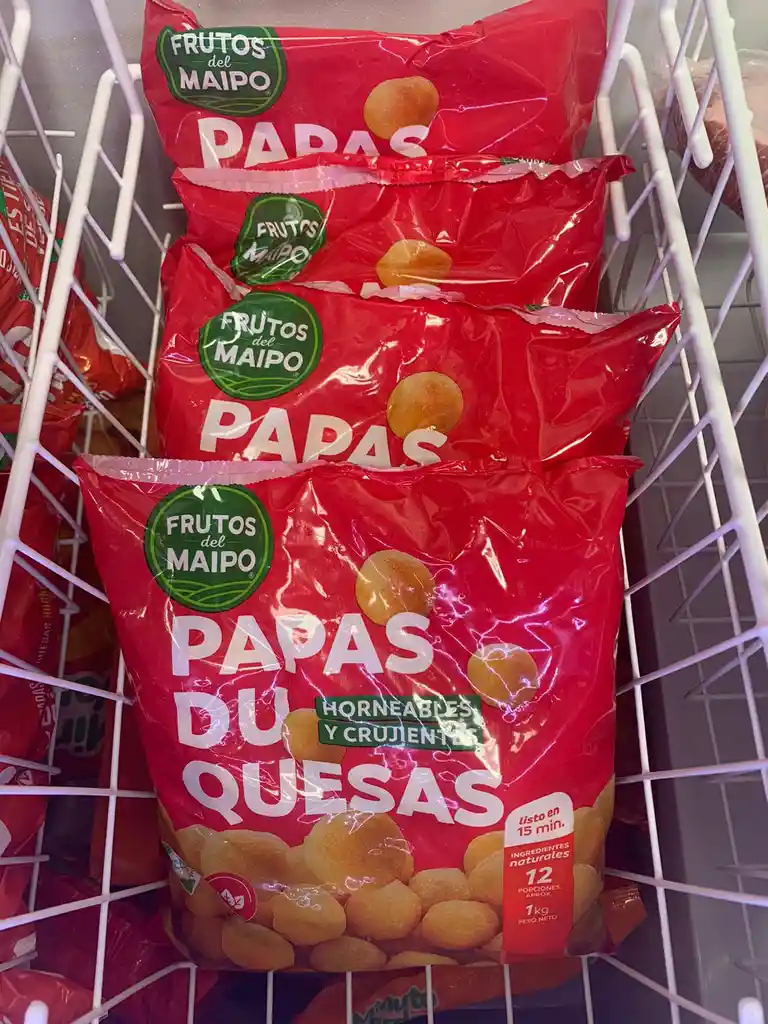 FRUTOS
del
MAIPO
PAPAS
FRUTOS
MAIPO
FRUTOS
del
MAIPO
PAPAS
FRUTOS
del
MAIPO
PAPAS
DU
HORNEABLES
Y CRUJIENTES
QUESAS
listo en
15 min.
INGREDIENTES
naturales
12
PORCIONES
APROX.
1kg
PESO NETO